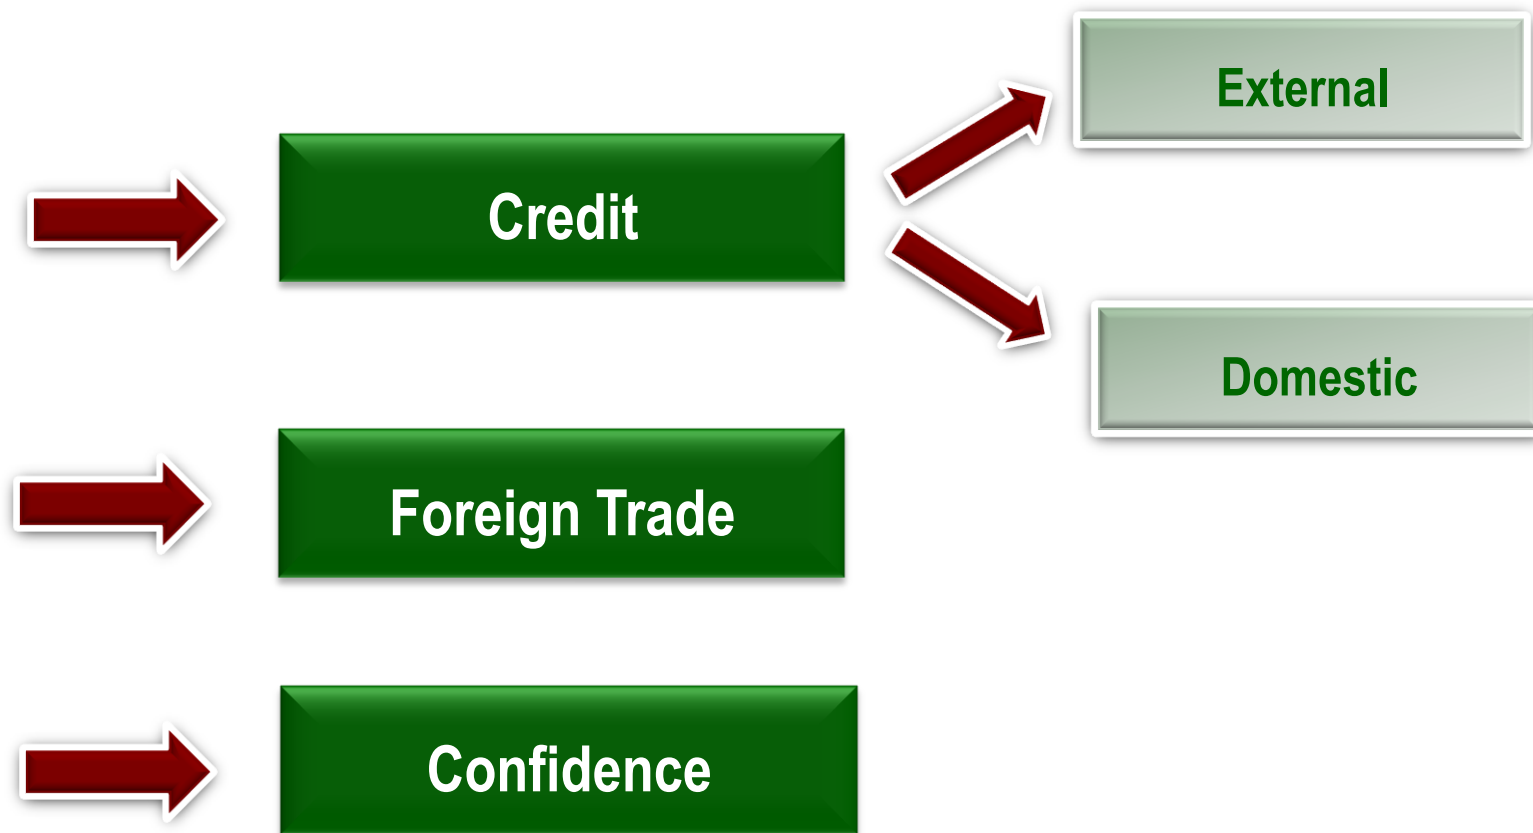 External
Credit
Domestic
Foreign Trade
Confidence